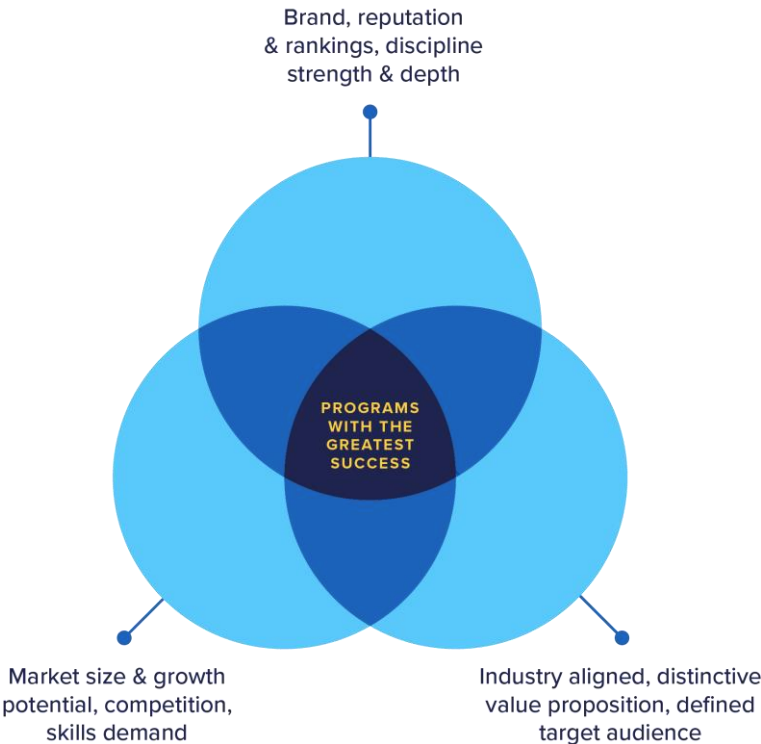 Brand, reputation
& rankings, discipline
strength & depth
PROGRAMS
WITH THE
GREATEST
SUCCESS
Market size & growth
potential, competition,
skills demand
Industry aligned, distinctive
value proposition, defined
target audience